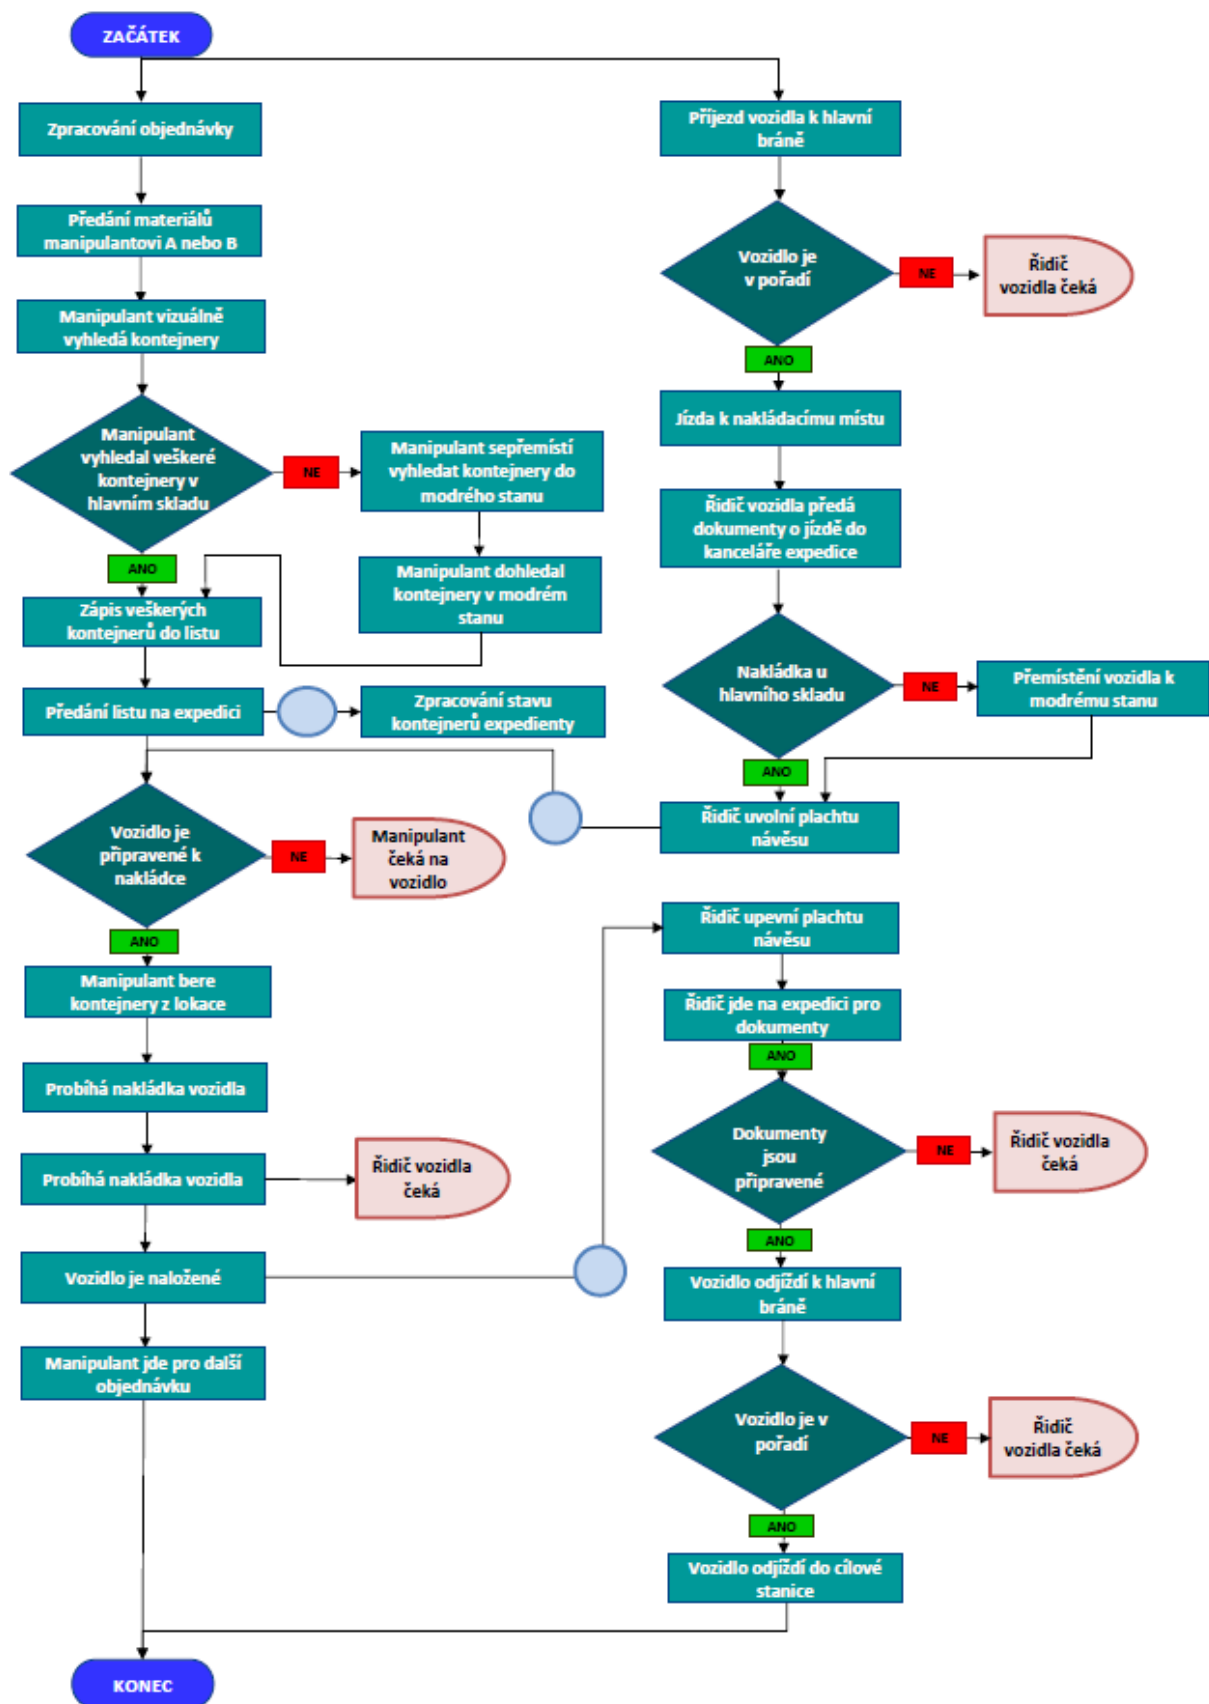 ZAČÁTEK
Zpracování objednávky
Předání materiálů
manipulantovi A nebo B
Manipulant vizuálně
vyhledá kontejnery
Manipulant
vyhledal veškeré
kontejnery v
hlavním skladu
NE
Manipulant sepřemístí
vyhledat kontejnery do
modrého stanu
Manipulant dohledal
kontejnery v modrém
stanu
ANO
Zápis veškerých
kontejnerů do listu
Předání listu na expedici
Zpracování stavu
kontejnerů expedienty
Vozidlo je
připravené k
nakládce
NE
Manipulant
čeká na
vozidlo
ANO
Manipulant bere
kontejnery z lokace
Probíhá nakládka vozidla
Probíhá nakládka vozidla
Řidič vozidla
čeká
Vozidlo je naložené
Manipulant jde pro další
objednávku
KONEC
Příjezd vozidla k hlavní
bráně
Vozidlo je
v pořadí
NE
Řidič
vozidla čeká
ANO
Jízda k nakládacímu místu
Řidič vozidla předá
dokumenty o jízdě do
kanceláře expedice
Nakládka u
hlavního skladu
NE
Přemístění vozidla k
modrému stanu
ANO
Řidič uvolní plachtu
návěsu
Řidič upevní plachtu
návěsu
Řidič jde na expedici pro
dokumenty
ANO
Dokumenty
jsou
připravené
NE
Řidič vozidla
čeká
ANO
Vozidlo odjíždí k hlavní
bráně
Vozidlo je v
pořadí
NE
Řidič
vozidla čeká
ANO
Vozidlo odjíždí do cílové
stanice